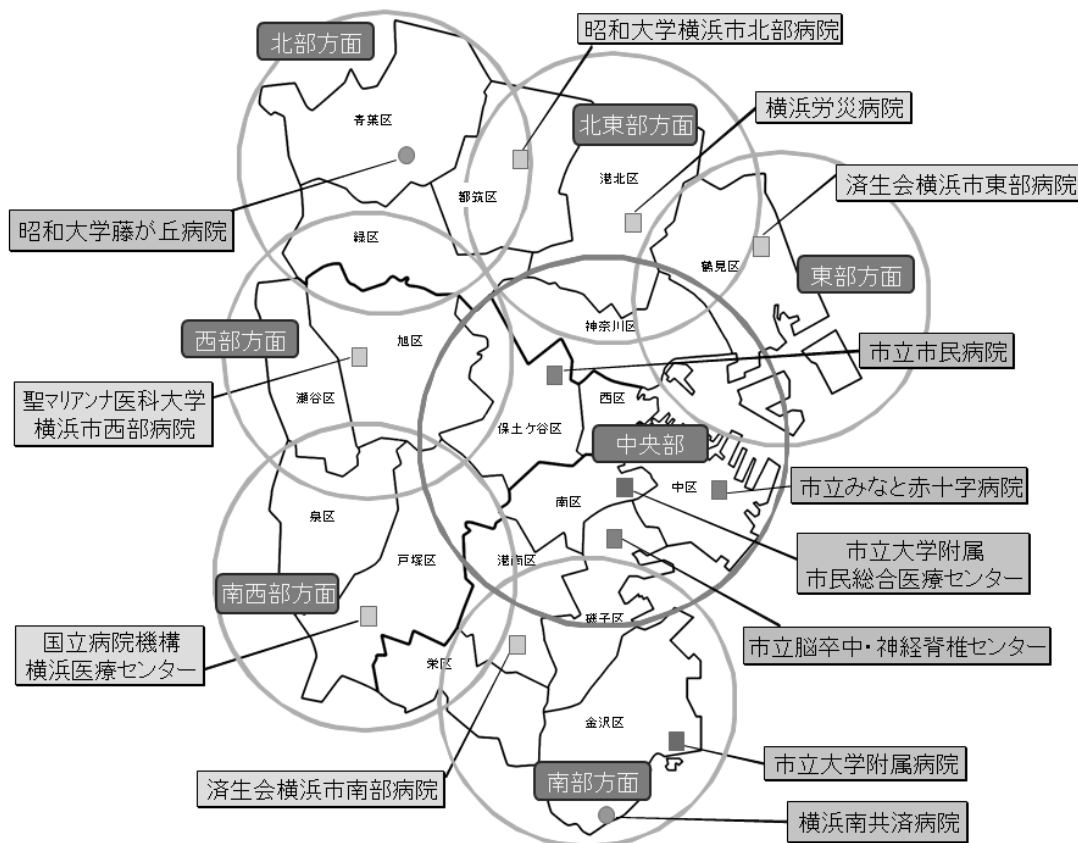 昭和大学横浜市北部病院
北部方面
横浜労災病院
北東部方面
青葉区
済生会横浜市東部病院
港北区
都筑区
昭和大学藤が丘病院
緑区
鶴見区
東部方面
神奈川区
西部方面
旭区
市立市民病院
西区
聖マリアンナ医科大学
横浜市西部病院
瀬谷区
保土ケ谷区
中央部
市立みなと赤十字病院
中区
南区
泉区
市立大学附属
市民総合医療センター
戸塚区
港南区
南西部方面
磯子区
国立病院機構
横浜医療センター
市立脳卒中・神経脊椎センター
栄区
金沢区
市立大学附属病院
済生会横浜市南部病院
南部方面
横浜南共済病院